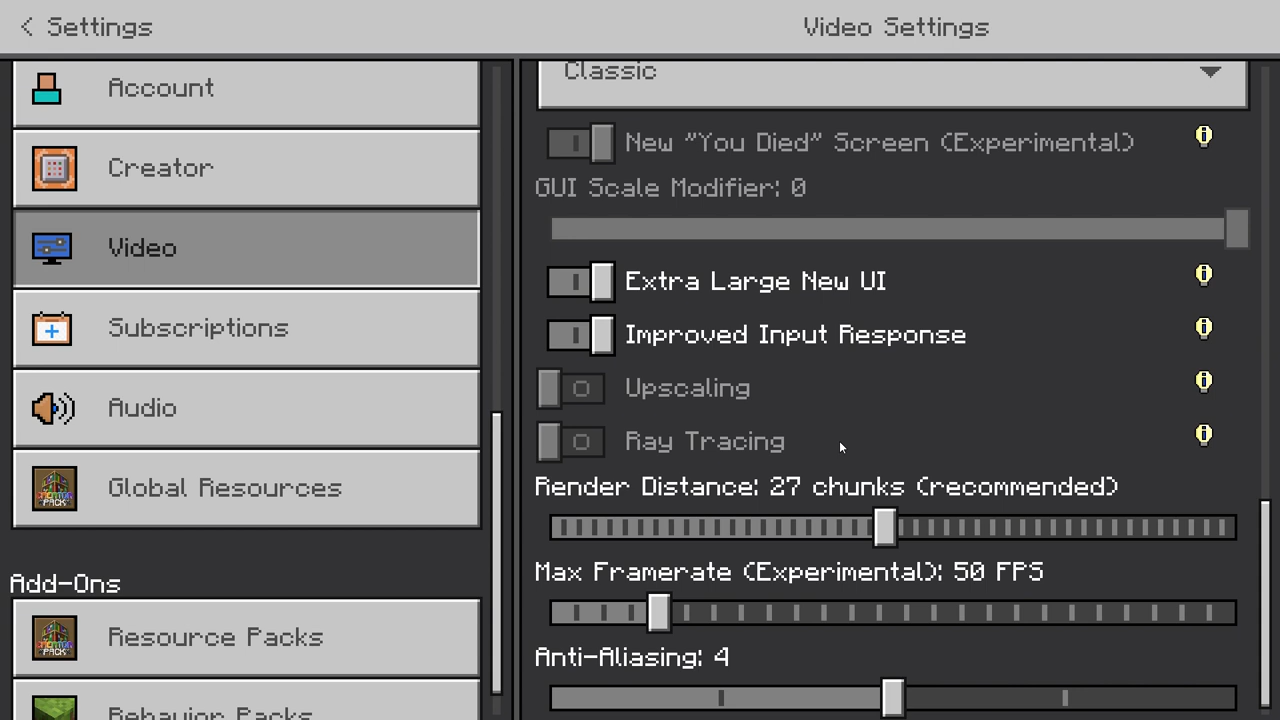 Settings
Video Settings
Account
Creator
Video
Subscriptions
Audio
Global Resources
Add-Ons
Resource Packs
Behavior Packs
Classic
New "You Died" Screen (Experimental)
GUI Scale Modifier: 0
Extra Large New UI
Improved Input Response
Upscaling
Ray Tracing
Render Distance: 27 chunks (recommended)
Max Framerate (Experimental): 50 FPS
Anti-Aliasing: 4